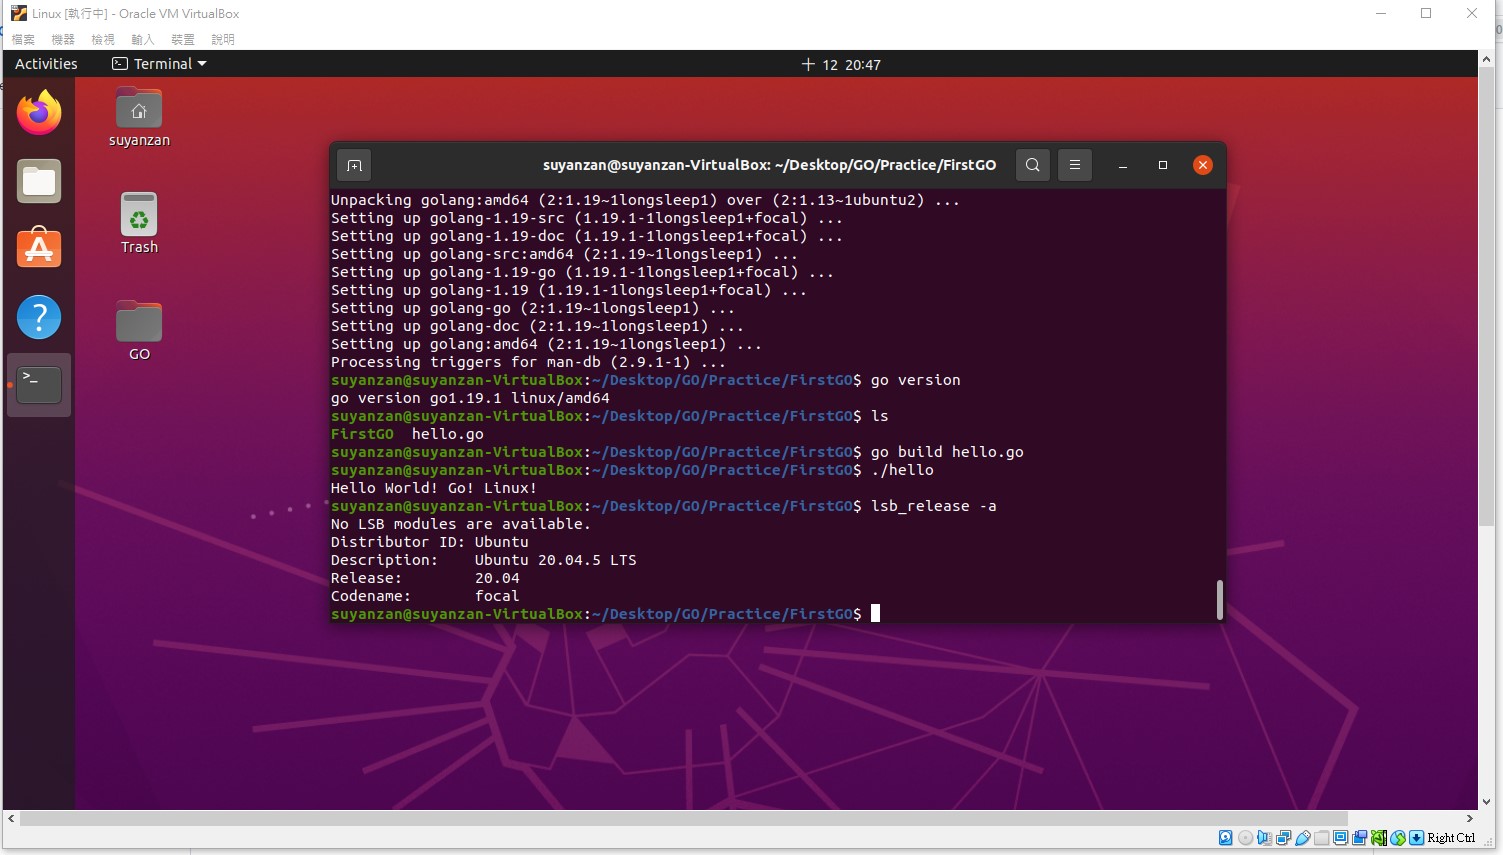 Linux [執行中] - Oracle VM VirtualBox
檔案 機器 檢視 輸入 裝置 說明
Activities Terminal 十 12 20:47
suyanzan
Trash
GO
suyanzan@suyanzan-VirtualBox: ~/Desktop/GO/Practice/FirstGO
Unpacking golang:amd64 (2:1.19~1longsleep1) over (2:1.13~1ubuntu2) ...
Setting up golang-1.19-src (1.19.1-1longsleep1+focal) ...
Setting up golang-1.19-doc (1.19.1-1longsleep1+focal) ...
Setting up golang-src:amd64 (2:1.19~1longsleep1) ...
Setting up golang-1.19-go (1.19.1-1longsleep1+focal) ...
Setting up golang-1.19 (1.19.1-1longsleep1+focal) ...
Setting up golang-go (2:1.19~1longsleep1) ...
Setting up golang-doc (2:1.19~1longsleep1) ...
Setting up golang:amd64 (2:1.19~1longsleep1) ...
Processing triggers for man-db (2.9.1-1) ...
suyanzan@suyanzan-VirtualBox:~/Desktop/GO/Practice/FirstGO$ go version
go version go1.19.1 linux/amd64
suyanzan@suyanzan-VirtualBox:~/Desktop/GO/Practice/FirstGO$ ls
FirstGO hello.go
suyanzan@suyanzan-VirtualBox:~/Desktop/GO/Practice/FirstGO$ go build hello.go
suyanzan@suyanzan-VirtualBox:~/Desktop/GO/Practice/FirstGO$ ./hello
Hello World! Go! Linux!
suyanzan@suyanzan-VirtualBox:~/Desktop/GO/Practice/FirstGO$ lsb_release -a
No LSB modules are available.
Distributor ID: Ubuntu
Description: Ubuntu 20.04.5 LTS
Release: 20.04
Codename: focal
suyanzan@suyanzan-VirtualBox:~/Desktop/GO/Practice/FirstGO$
Right Ctrl